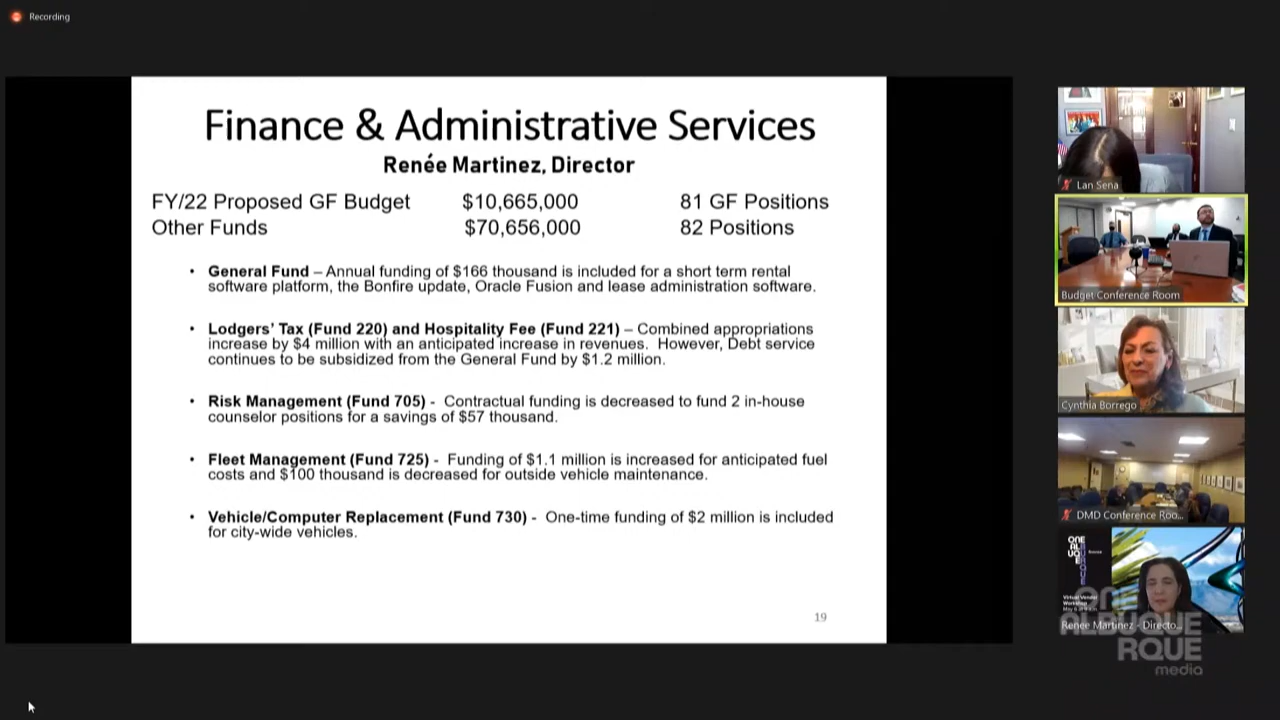 Recording
Finance & Administrative Services
Renée Martinez, Director
FY/22 Proposed GF Budget $10,665,000 81 GF Positions
Other Funds $70,656,000 82 Positions
• General Fund – Annual funding of $166 thousand is included for a short term rental
software platform, the Bonfire update, Oracle Fusion and lease administration software.
• Lodgers' Tax (Fund 220) and Hospitality Fee (Fund 221) – Combined appropriations
increase by $4 million with an anticipated increase in revenues. However, Debt service
continues to be subsidized from the General Fund by $1.2 million.
• Risk Management (Fund 705) - Contractual funding is decreased to fund 2 in-house
counselor positions for a savings of $57 thousand.
• Fleet Management (Fund 725) - Funding of $1.1 million is increased for anticipated fuel
costs and $100 thousand is decreased for outside vehicle maintenance.
• Vehicle/Computer Replacement (Fund 730) - One-time funding of $2 million is included
for city-wide vehicles.
19
Lan Sena
Budget Conference Room
Cynthia Borrego
DMD Conference Roo...
ONE
ALBU
QUE
RQUE
Virtual Vendor
Workshop
Renee Martinez - Directo...
ONE
ALBUQUE
RQUE
media